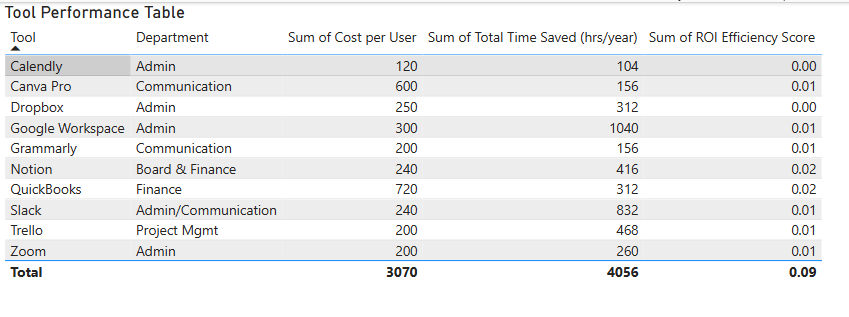 Tool Performance Table
Tool Department Sum of Cost per User Sum of Total Time Saved (hrs/year) Sum of ROI Efficiency Score
Calendly Admin 120 104 0.00
Canva Pro Communication 600 156 0.01
Dropbox Admin 250 312 0.00
Google Workspace Admin 300 1040 0.01
Grammarly Communication 200 156 0.01
Notion Board & Finance 240 416 0.02
QuickBooks Finance 720 312 0.02
Slack Admin/Communication 240 832 0.01
Trello Project Mgmt 200 468 0.01
Zoom Admin 200 260 0.01
Total 3070 4056 0.09